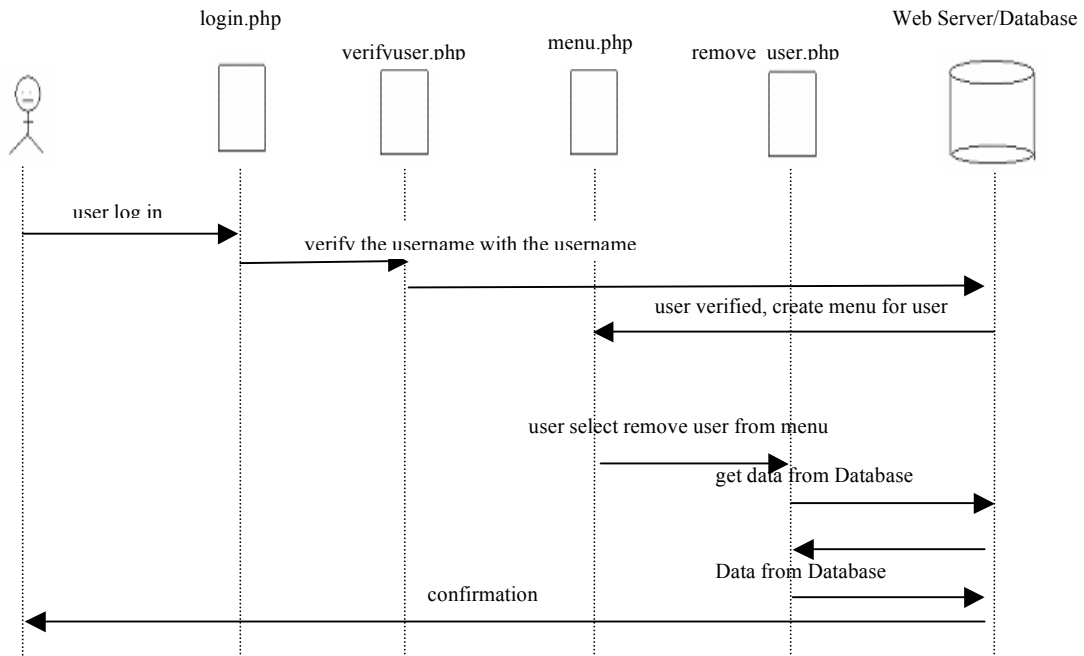 login.php
Web Server/Database
verifyuser.php
menu.php
remove_user.php
user log in
verify the username with the username
user verified, create menu for user
user select remove user from menu
get data from Database
Data from Database
confirmation